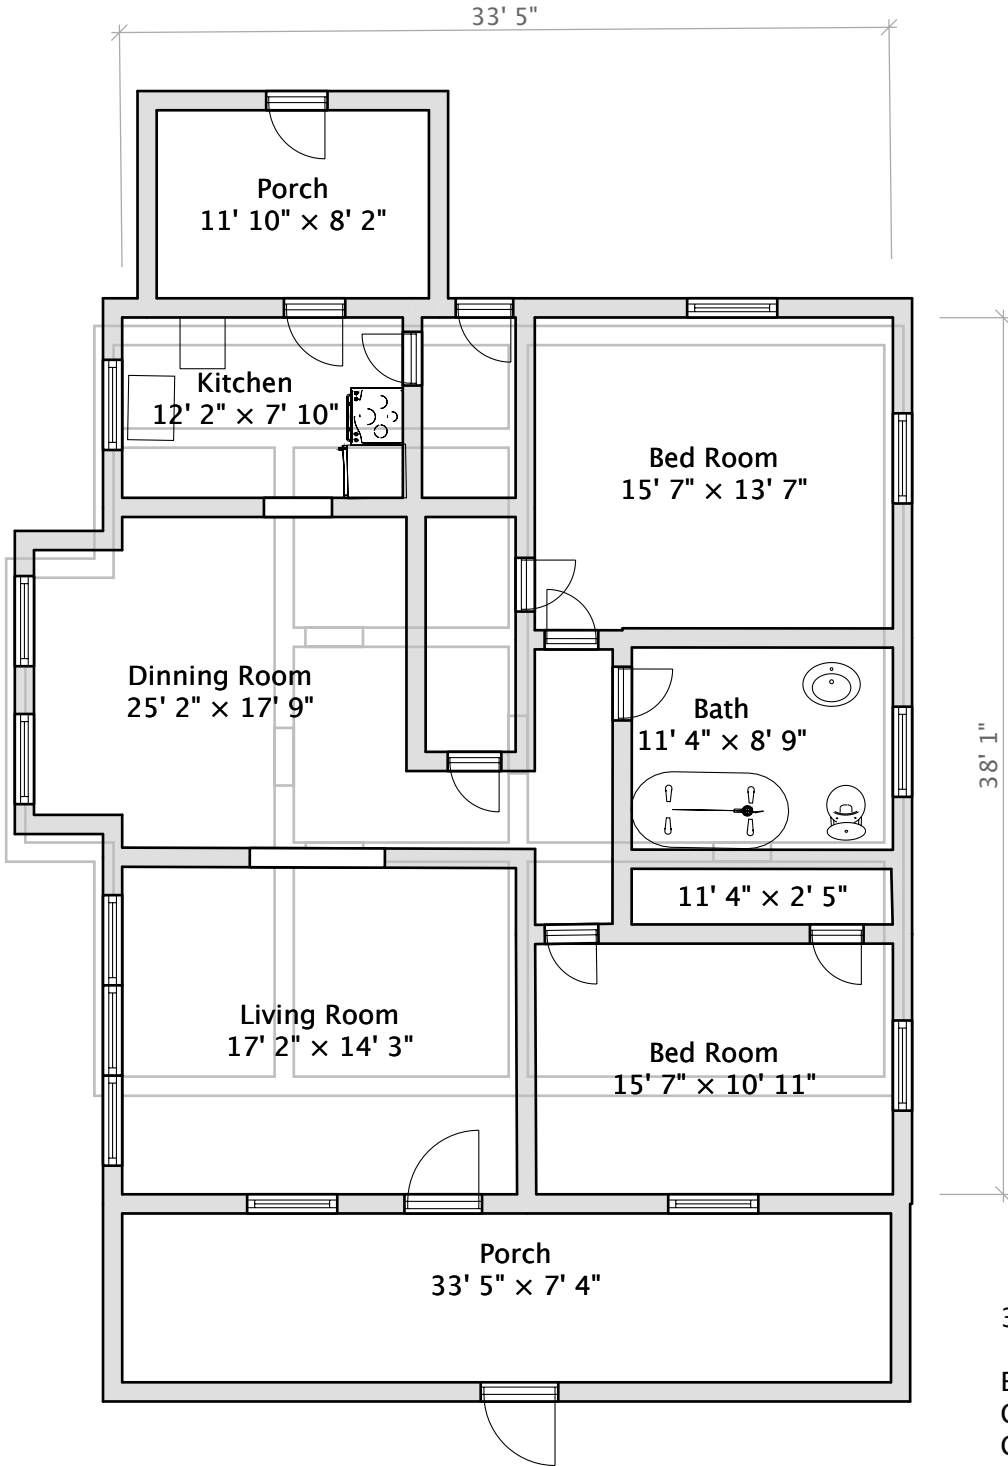 33' 5"
Porch
11' 10" × 8' 2"
Kitchen
12' 2" × 7' 10"
Bed Room
15' 7" × 13' 7"
Dinning Room
25' 2" × 17' 9"
Bath
11' 4" × 8' 9"
38' 1"
11' 4" × 2' 5"
Living Room
17' 2" × 14' 3"
Bed Room
15' 7" × 10' 11"
Porch
33' 5" × 7' 4"